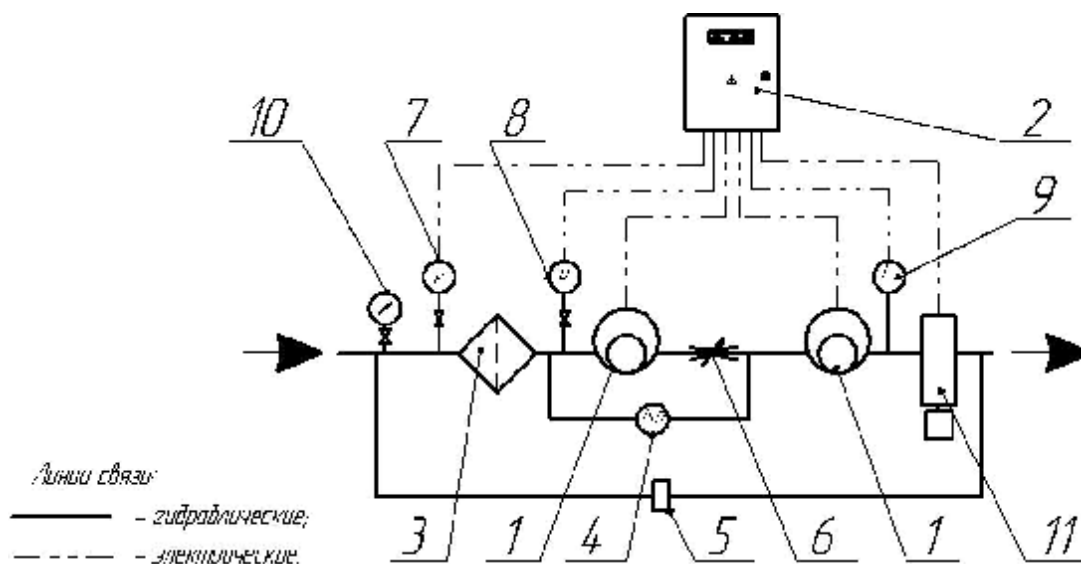 10 7 8 2
9
Линии связи:
– гидравлические;
– электрические.
3 1 4 5 6 1 11